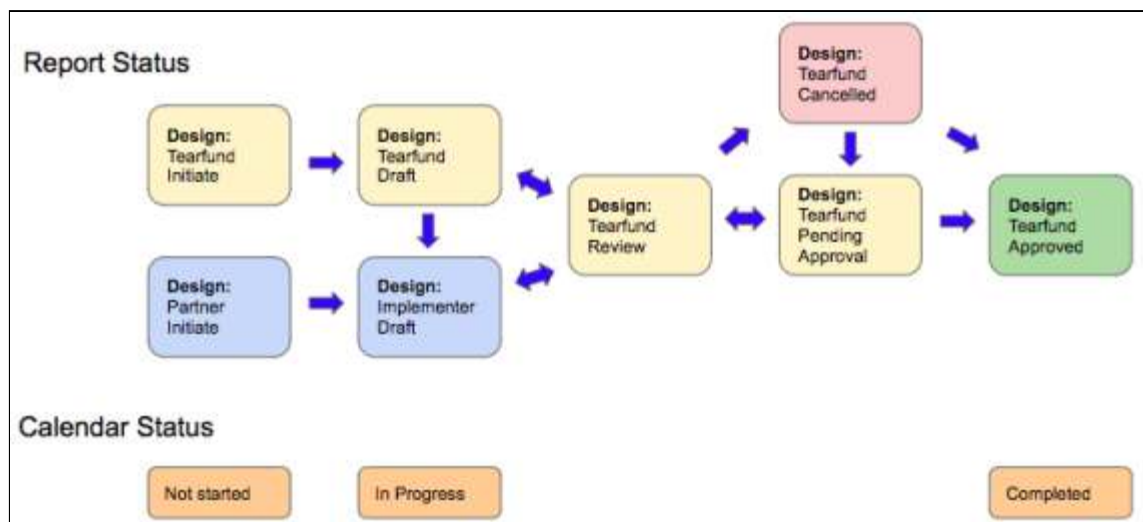 Report Status
Design:
Tearfund
Cancelled
Design:
Tearfund
Initiate
Design:
Tearfund
Draft
Design:
Tearfund
Review
Design:
Tearfund
Pending
Approval
Design:
Tearfund
Approved
Design:
Partner
Initiate
Design:
Implementer
Draft
Calendar Status
Not started
In Progress
Completed